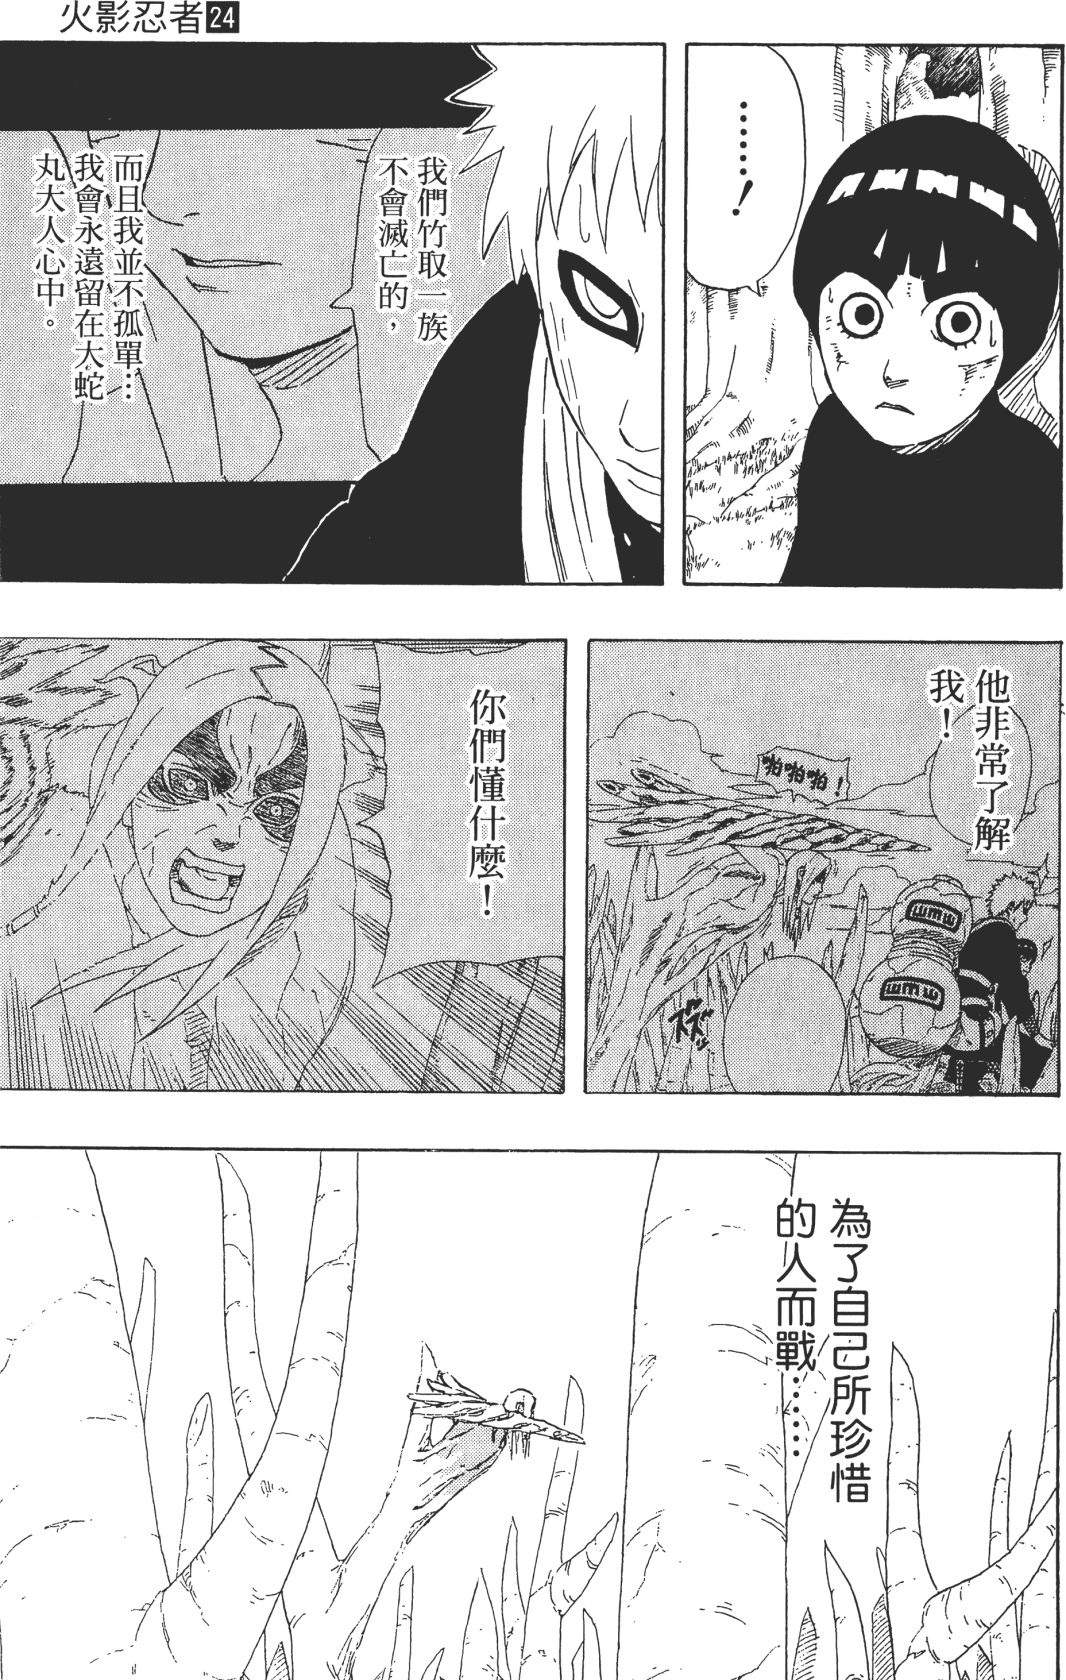 火影忍者24
……！
我們竹取一族
不會滅亡的，
而且我並不孤單…
我會永遠留在大蛇
丸大人心中。
他非常了解
我！
啪啪啪！
ズズッ
你們懂什麼！
為了自己所珍惜
的人而戰……